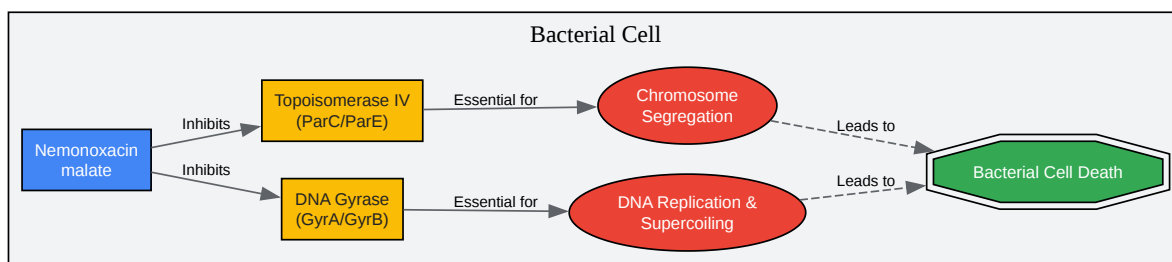 Bacterial Cell
Nemonoxacin
malate
Inhibits
Inhibits
Topoisomerase IV
(ParC/ParE)
DNA Gyrase
(GyrA/GyrB)
Essential for
Essential for
Chromosome
Segregation
DNA Replication &
Supercoiling
Leads to
Leads to
Bacterial Cell Death